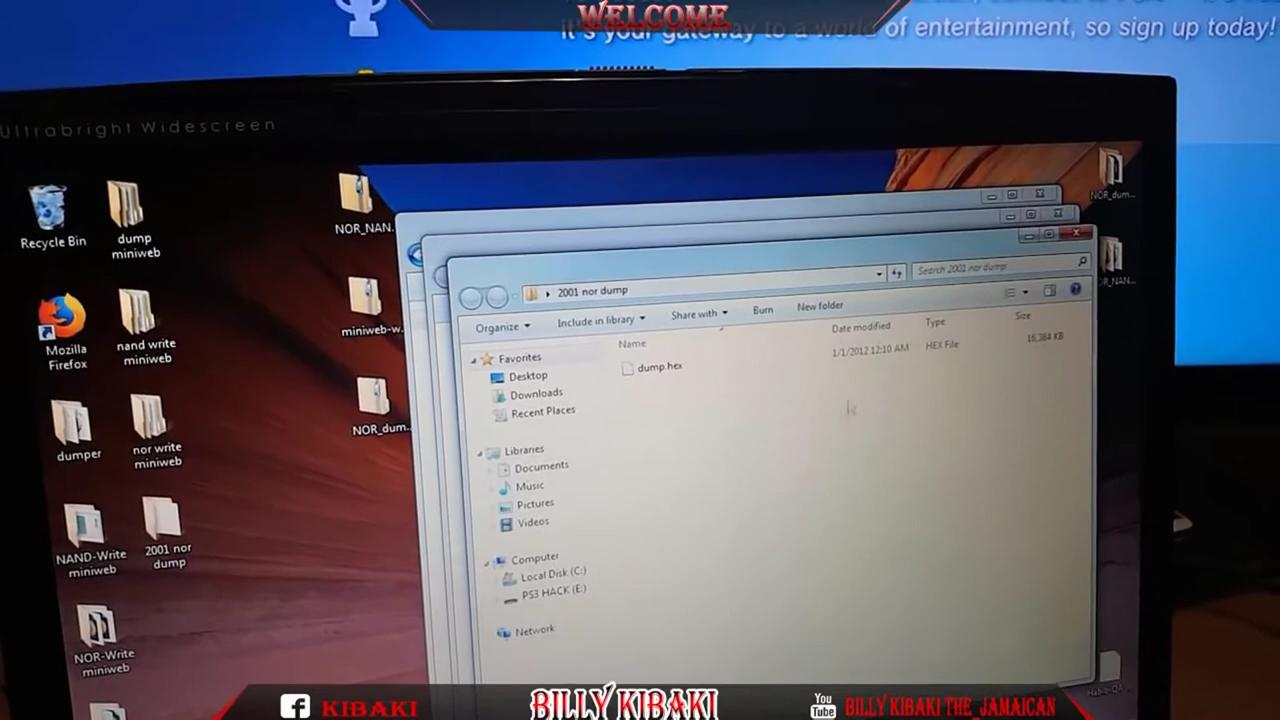 WELCOME
It's your gateway to a world of entertainment, so sign up today!
Ultrabright Widescreen
Recycle Bin
dump
miniweb
Mozilla
Firefox
nand write
miniweb
dumper
nor write
miniweb
NAND-Write
miniweb
2001 nor
dump
NOR-Write
miniweb
NOR_NAN.
miniweb-w..
NOR_dum..
NOR_dum...
NOR_NAN..
2001 nor dump
Search 2001 nor dump
Organize
Include in library
Share with
Burn
New folder
Name
Date modified
Type
Size
dump.hex
1/1/2012 12:10 AM
HEX File
16,384 KB
Favorites
Desktop
Downloads
Recent Places
Libraries
Documents
Music
Pictures
Videos
Computer
Local Disk (C:)
PS3 HACK (E:)
Network
KIBAKI
BILLY KIBAKI
You
Tube
BILLY KIBAKI THE_JAMAICAN